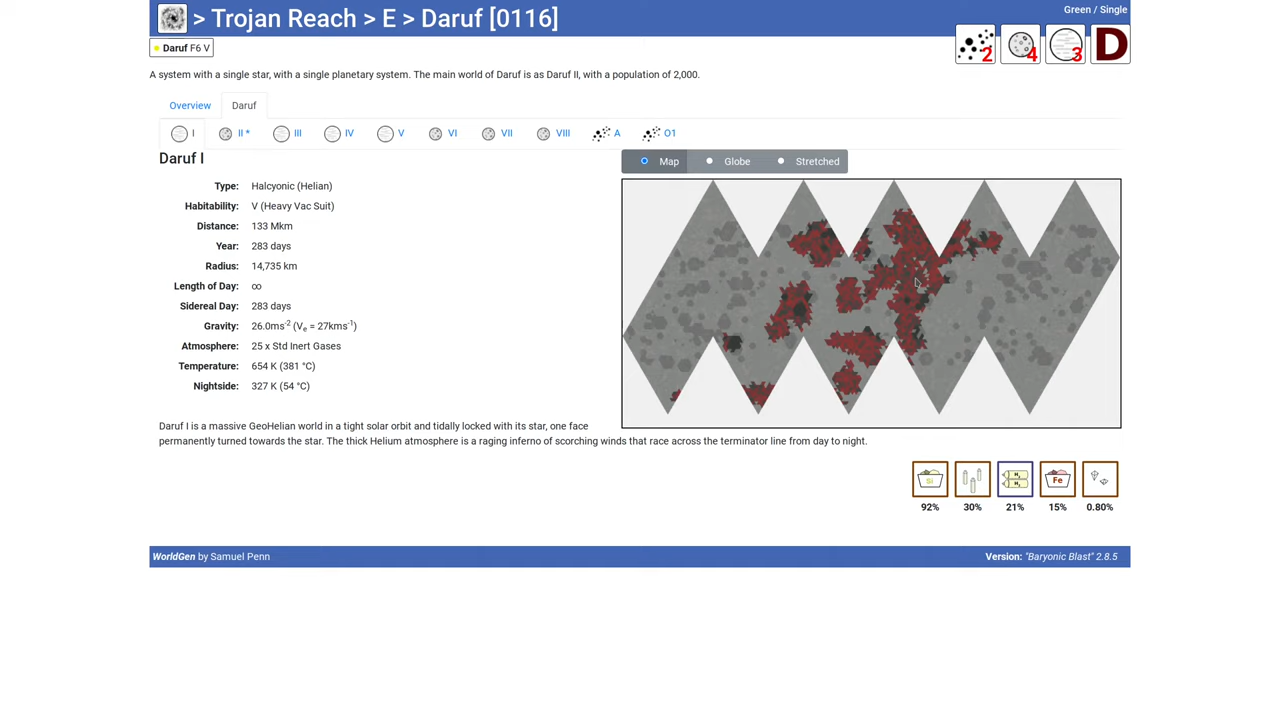 > Trojan Reach > E > Daruf [0116]
Green / Single
Daruf F6 V
2
4
3
D
A system with a single star, with a single planetary system. The main world of Daruf is as Daruf II, with a population of 2,000.
Overview Daruf
I II * III IV V VI VII VIII A O1
Daruf I
Map Globe Stretched
Type: Halcyonic (Helian)
Habitability: V (Heavy Vac Suit)
Distance: 133 Mkm
Year: 283 days
Radius: 14,735 km
Length of Day: ∞
Sidereal Day: 283 days
Gravity: 26.0ms-2 (Ve = 27kms-1)
Atmosphere: 25 x Std Inert Gases
Temperature: 654 K (381 °C)
Nightside: 327 K (54 °C)
Daruf I is a massive GeoHelian world in a tight solar orbit and tidally locked with its star, one face
permanently turned towards the star. The thick Helium atmosphere is a raging inferno of scorching winds that race across the terminator line from day to night.
Si
H2
H2
Fe
92% 30% 21% 15% 0.80%
WorldGen by Samuel Penn
Version: "Baryonic Blast" 2.8.5